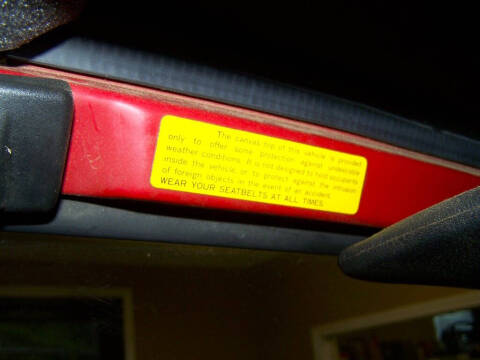 The canvas top of this vehicle is provided
only to offer some protection against undesirable
weather conditions. It is not designed to hold occupants
inside the vehicle or to protect against the intrusion
of foreign objects in the event of an accident.
WEAR YOUR SEATBELTS AT ALL TIMES